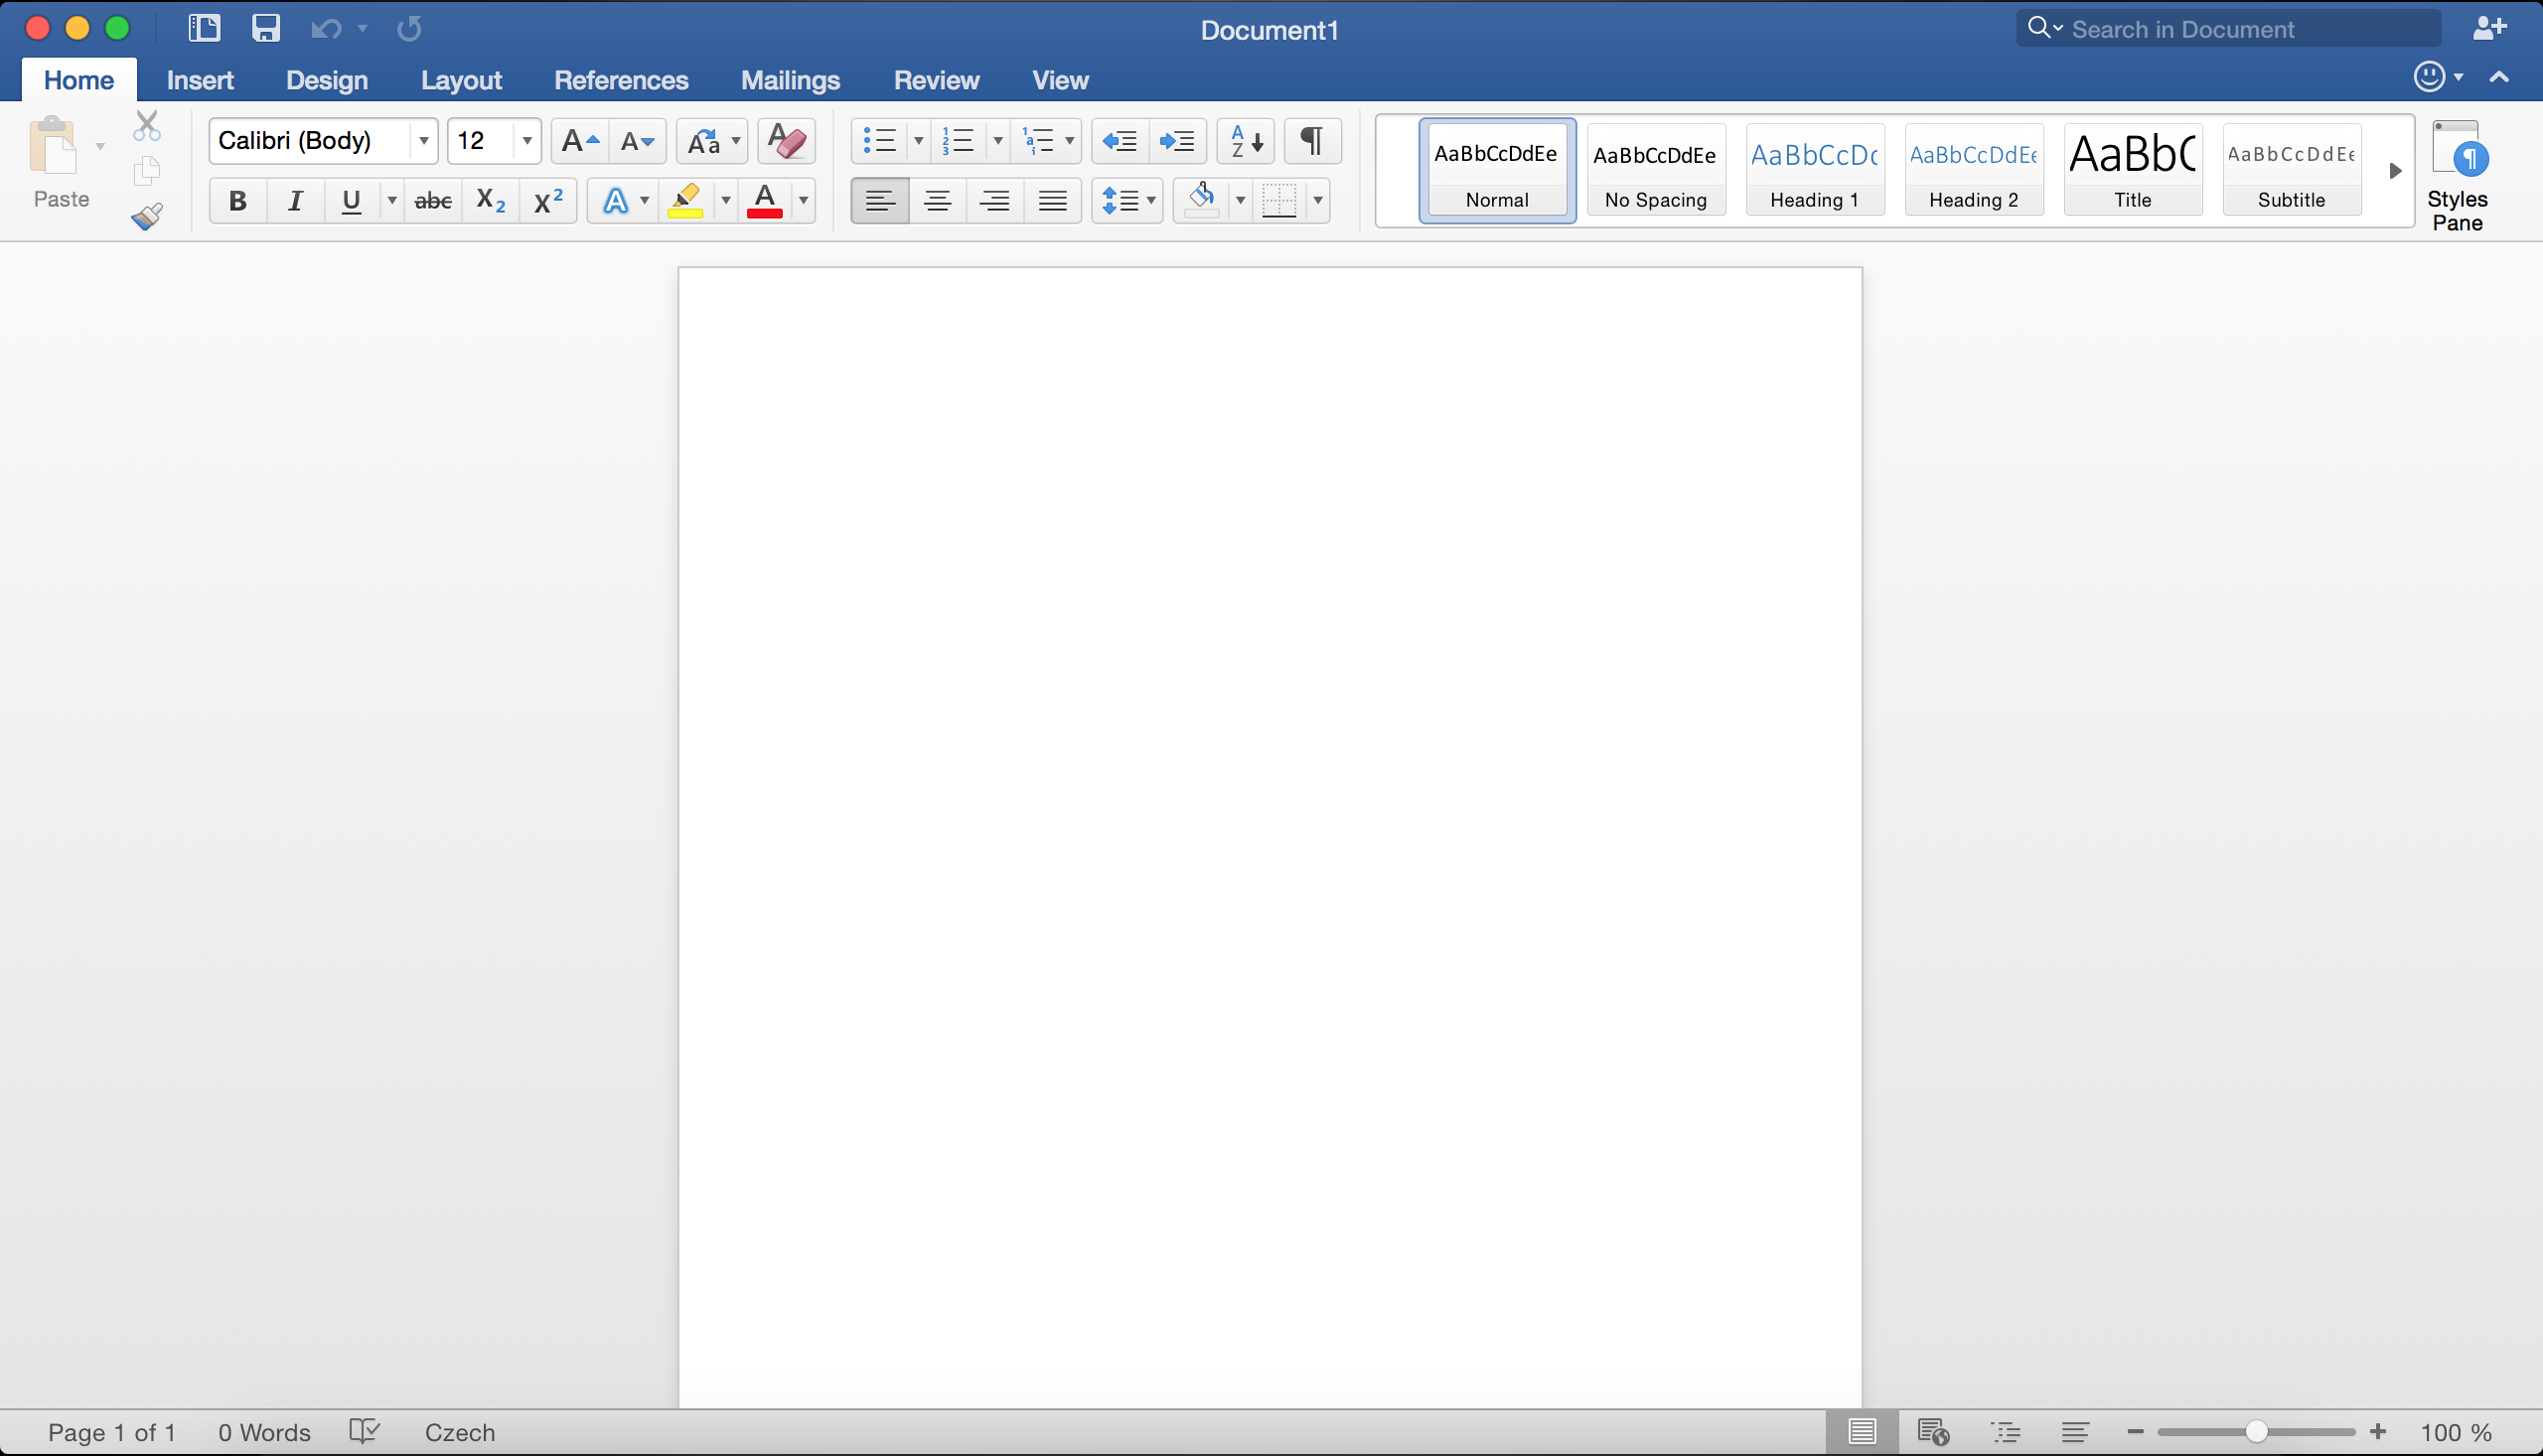 Document1
Search in Document
Home Insert Design Layout References Mailings Review View
Paste
Calibri (Body) 12
AaBbCcDdEe AaBbCcDdEe AaBbCcDc AaBbCcDdEe AaBbC AaBbCcDdEe
Normal No Spacing Heading 1 Heading 2 Title Subtitle
Styles
Pane
B I U abc X2 X2 A A
Page 1 of 1 0 Words Czech 100 %